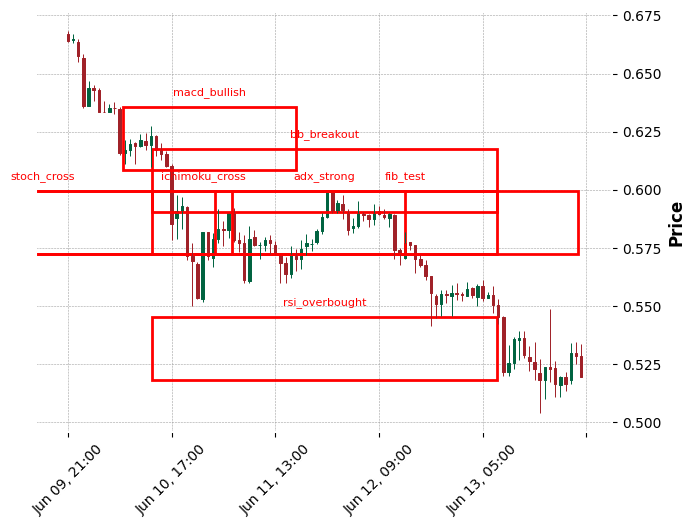 0.675
0.650
macd_bullish
0.625
bb_breakout
stoch_cross
ichimoku_cross
adx_strong
fib_test
0.600
Price
0.575
rsi_overbought
0.550
0.525
0.500
Jun 09, 21:00
Jun 10, 17:00
Jun 11, 13:00
Jun 12, 09:00
Jun 13, 05:00